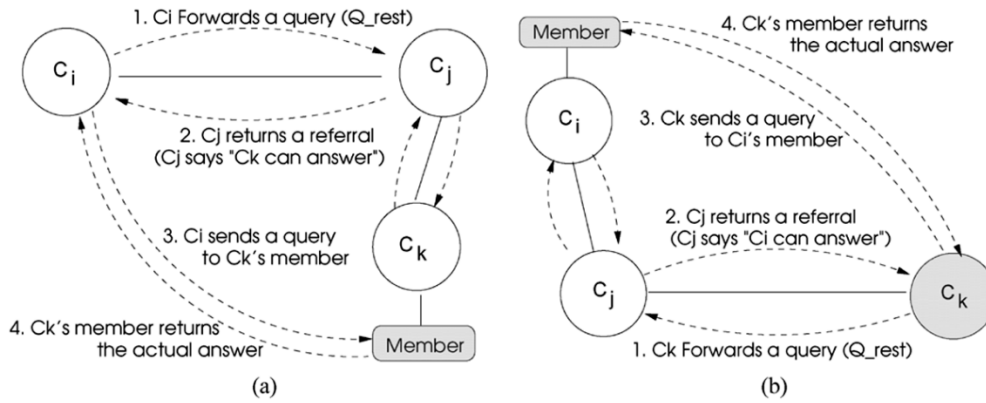 1. Ci Forwards a query (Q_rest)
Ci
Cj
2. Cj returns a referral
(Cj says "Ck can answer")
Ck
3. Ci sends a query
to Ck's member
4. Ck's member returns
the actual answer
Member
(a)
Member
4. Ck's member returns
the actual answer
Ci
3. Ck sends a query
to Ci's member
2. Cj returns a referral
(Cj says "Ci can answer")
Cj
Ck
1. Ck Forwards a query (Q_rest)
(b)